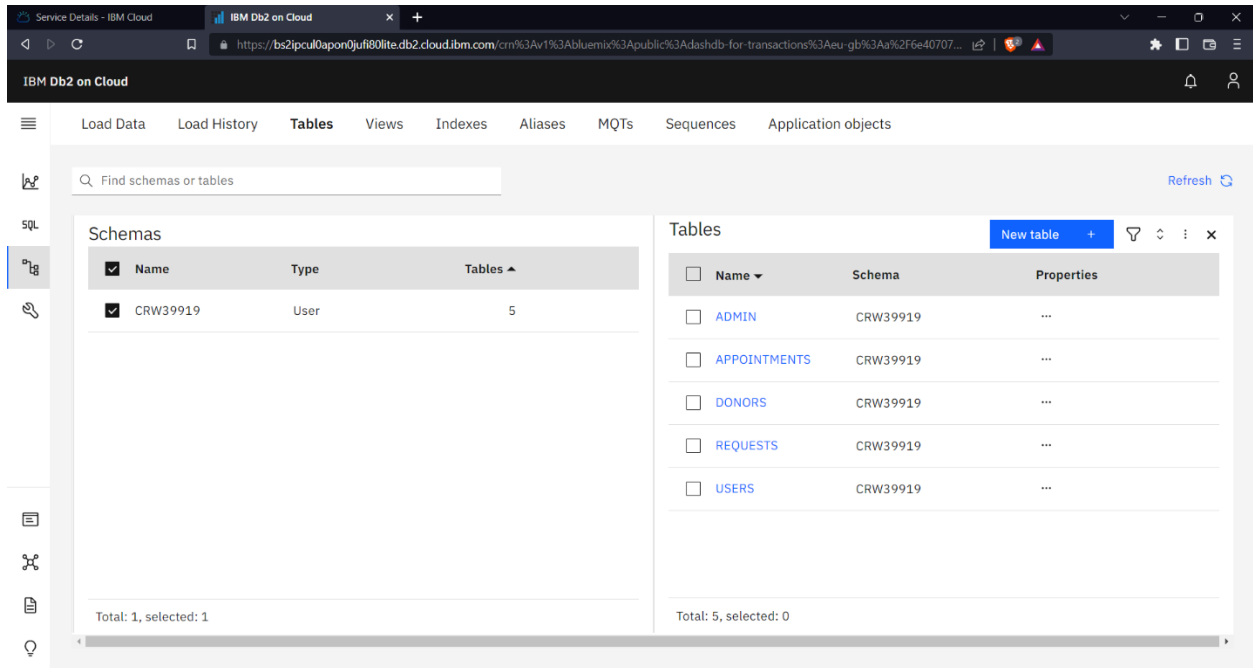 Service Details - IBM Cloud
IBM Db2 on Cloud
https://bs2ipcul0apon0jufi80lite.db2.cloud.ibm.com/crn%3Av1%3Abluemix%3Apublic%3Adashdb-for-transactions%3Aeu-gb%3Aa%2F6e40707...
IBM Db2 on Cloud
Load Data Load History Tables Views Indexes Aliases MQTs Sequences Application objects
Find schemas or tables
Refresh
SQL
Schemas
Name Type Tables
CRW39919 User 5
Total: 1, selected: 1
Tables
New table +
Name Schema Properties
ADMIN CRW39919 ...
APPOINTMENTS CRW39919 ...
DONORS CRW39919 ...
REQUESTS CRW39919 ...
USERS CRW39919 ...
Total: 5, selected: 0